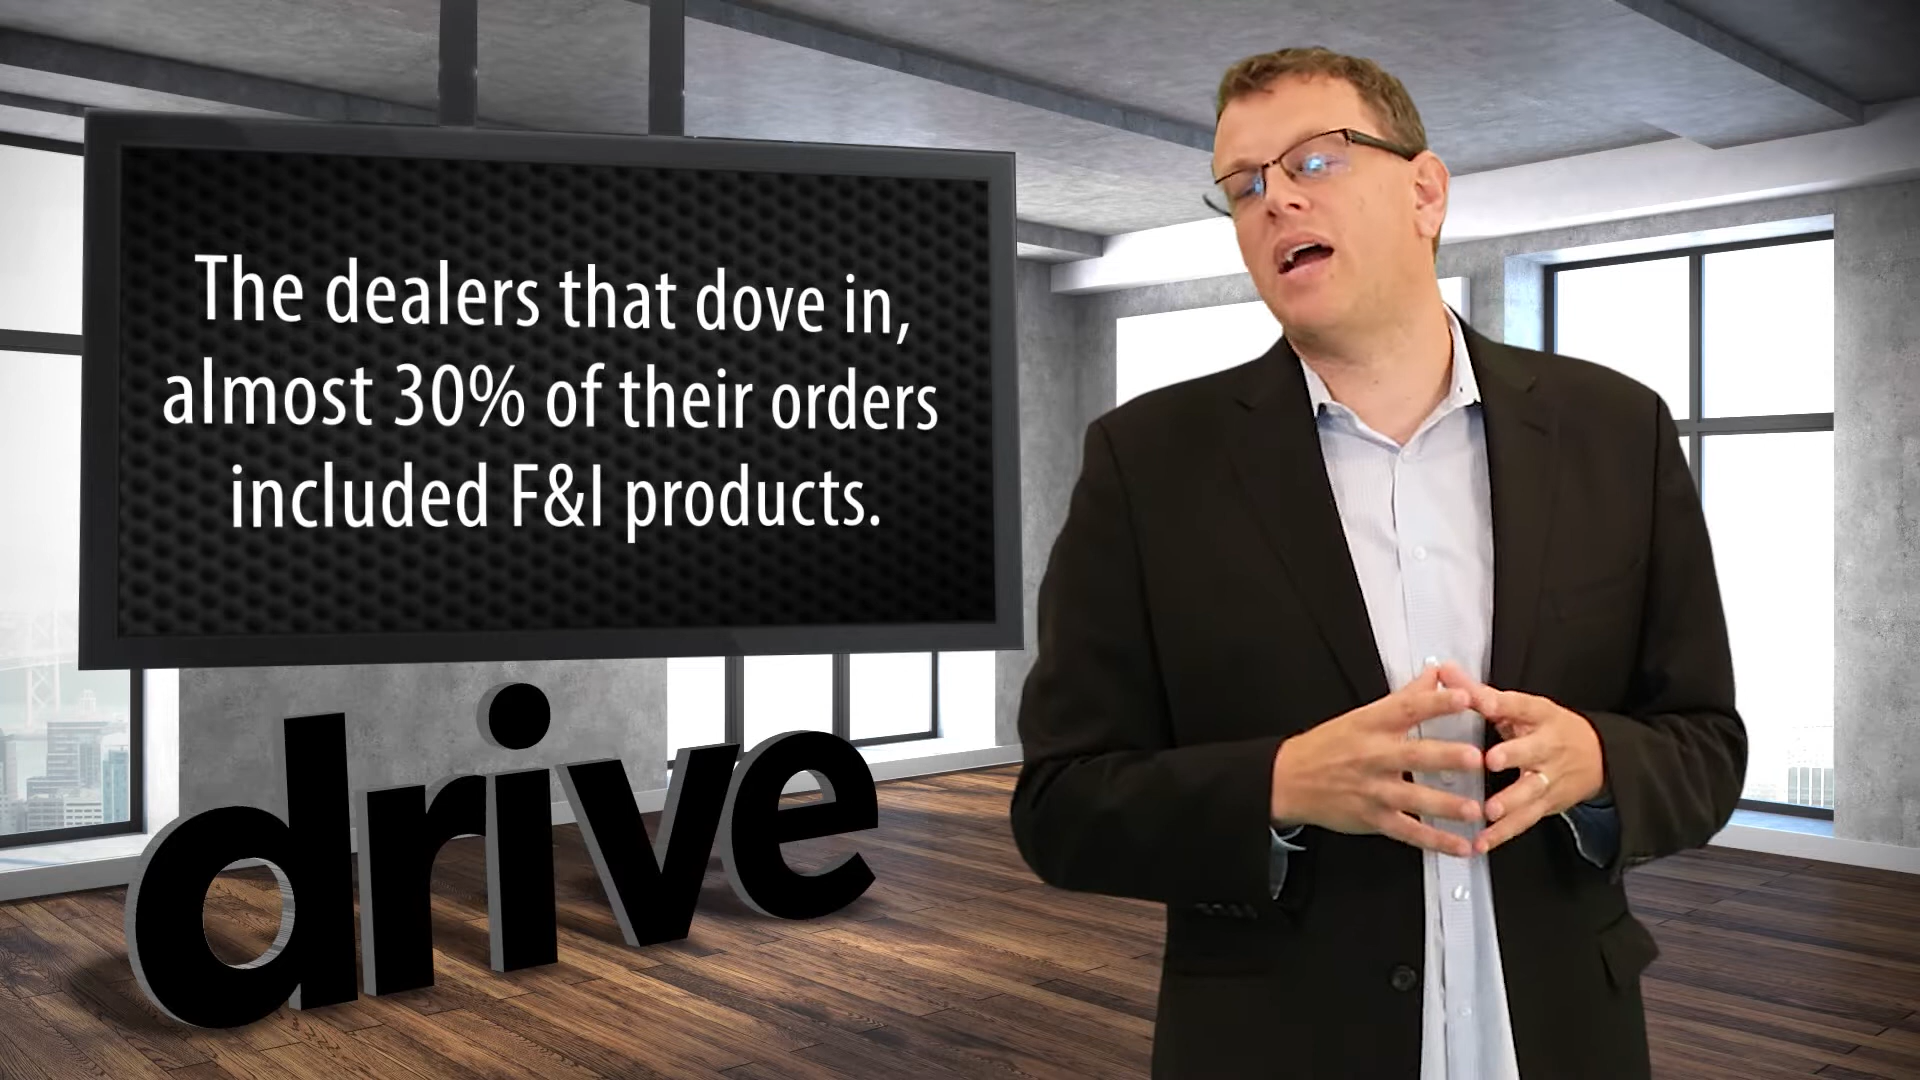 The dealers that dove in,
almost 30% of their orders
included F&I products.
drive